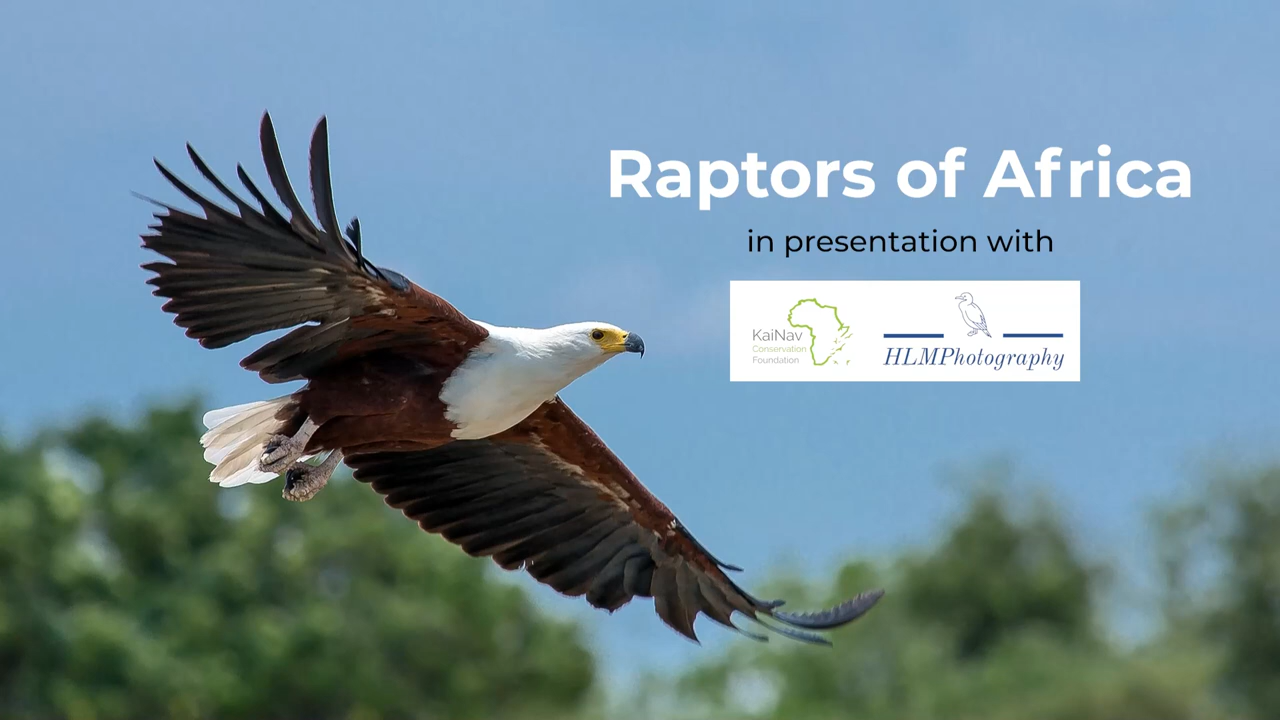 Raptors of Africa
in presentation with
KaiNav
Conservation
Foundation
HLMPhotography